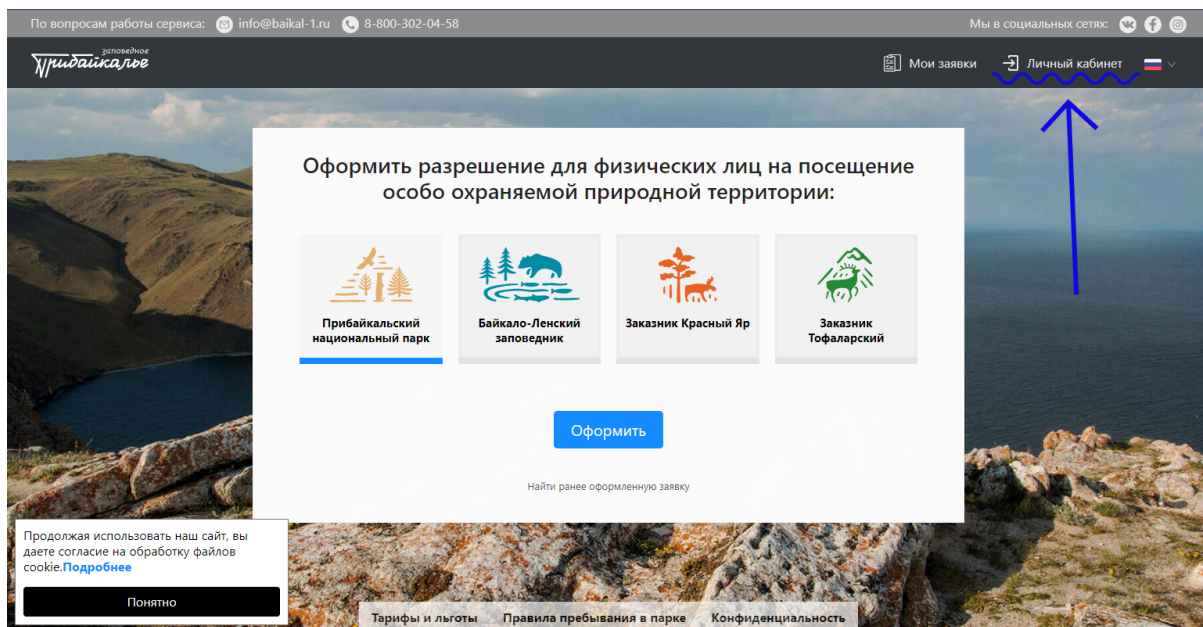 По вопросам работы сервиса: info@baikal-1.ru 8-800-302-04-58 Мы в социальных сетях:
заповедное
Прибайкалье
Мои заявки Личный кабинет
Оформить разрешение для физических лиц на посещение
особо охраняемой природной территории:
Прибайкальский
национальный парк
Байкало-Ленский
заповедник
Заказник Красный Яр
Заказник
Тофаларский
Оформить
Найти ранее оформленную заявку
Продолжая использовать наш сайт, вы
даете согласие на обработку файлов
cookie.Подробнее
Понятно
Тарифы и льготы Правила пребывания в парке Конфиденциальность